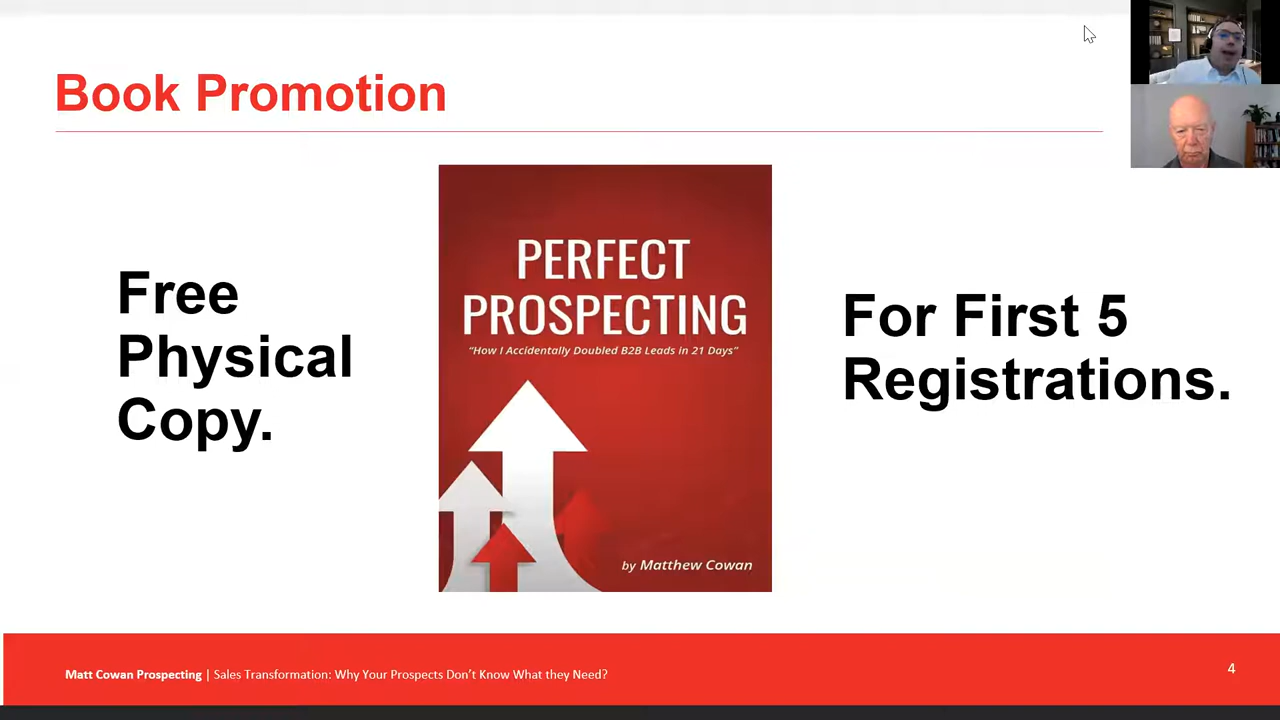 Book Promotion
Free
Physical
Copy.
PERFECT
PROSPECTING
“How I Accidentally Doubled B2B Leads in 21 Days”
by Matthew Cowan
For First 5
Registrations.
Matt Cowan Prospecting | Sales Transformation: Why Your Prospects Don’t Know What they Need?
4